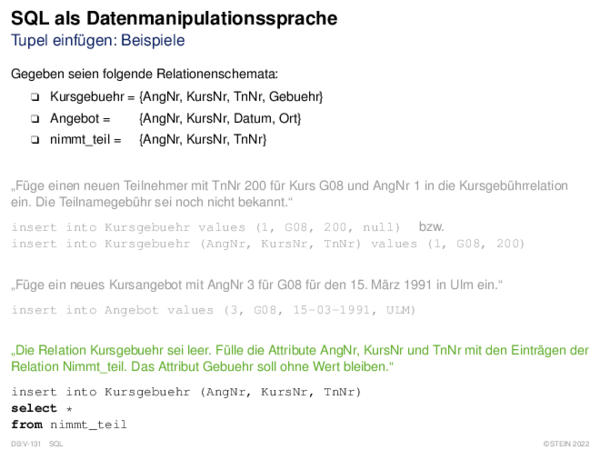 SQL als Datenmanipulationssprache
Tupel einfügen: Beispiele
Gegeben seien folgende Relationenschemata:
❑ Kursgebuehr = {AngNr, KursNr, TnNr, Gebuehr}
❑ Angebot = {AngNr, KursNr, Datum, Ort}
❑ nimmt_teil = {AngNr, KursNr, TnNr}
„Füge einen neuen Teilnehmer mit TnNr 200 für Kurs G08 und AngNr 1 in die Kursgebührrelation
ein. Die Teilnamegebühr sei noch nicht bekannt.“
insert into Kursgebuehr values (1, G08, 200, null) bzw.
insert into Kursgebuehr (AngNr, KursNr, TnNr) values (1, G08, 200)
„Füge ein neues Kursangebot mit AngNr 3 für G08 für den 15. März 1991 in Ulm ein.“
insert into Angebot values (3, G08, 15-03-1991, ULM)
„Die Relation Kursgebuehr sei leer. Fülle die Attribute AngNr, KursNr und TnNr mit den Einträgen der
Relation Nimmt_teil. Das Attribut Gebuehr soll ohne Wert bleiben.“
insert into Kursgebuehr (AngNr, KursNr, TnNr)
select *
from nimmt_teil
DB:V-131 SQL ©STEIN 2022